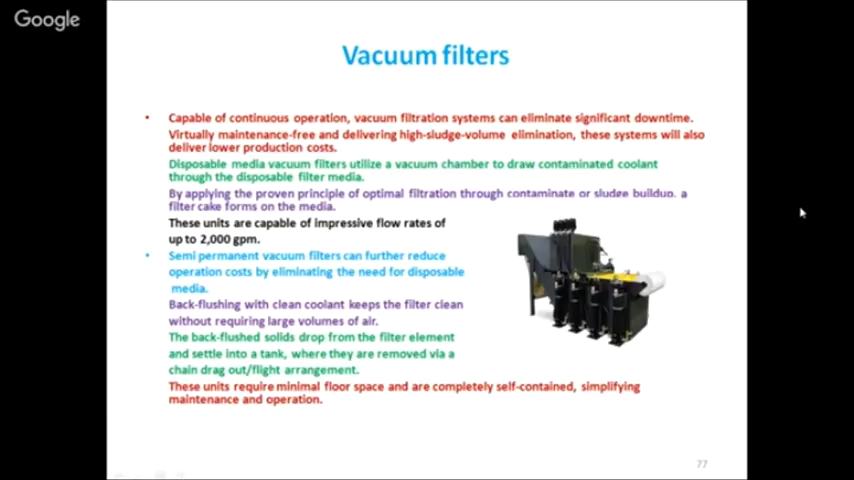 Google
Vacuum filters
• Capable of continuous operation, vacuum filtration systems can eliminate significant downtime.
Virtually maintenance-free and delivering high-sludge-volume elimination, these systems will also
deliver lower production costs.
Disposable media vacuum filters utilize a vacuum chamber to draw contaminated coolant
through the disposable filter media.
By applying the proven principle of optimal filtration through contaminate or sludge buildup, a
filter cake forms on the media.
These units are capable of impressive flow rates of
up to 2,000 gpm.
• Semi permanent vacuum filters can further reduce
operation costs by eliminating the need for disposable
media.
Back-flushing with clean coolant keeps the filter clean
without requiring large volumes of air.
The back-flushed solids drop from the filter element
and settle into a tank, where they are removed via a
chain drag out/flight arrangement.
These units require minimal floor space and are completely self-contained, simplifying
maintenance and operation.
77